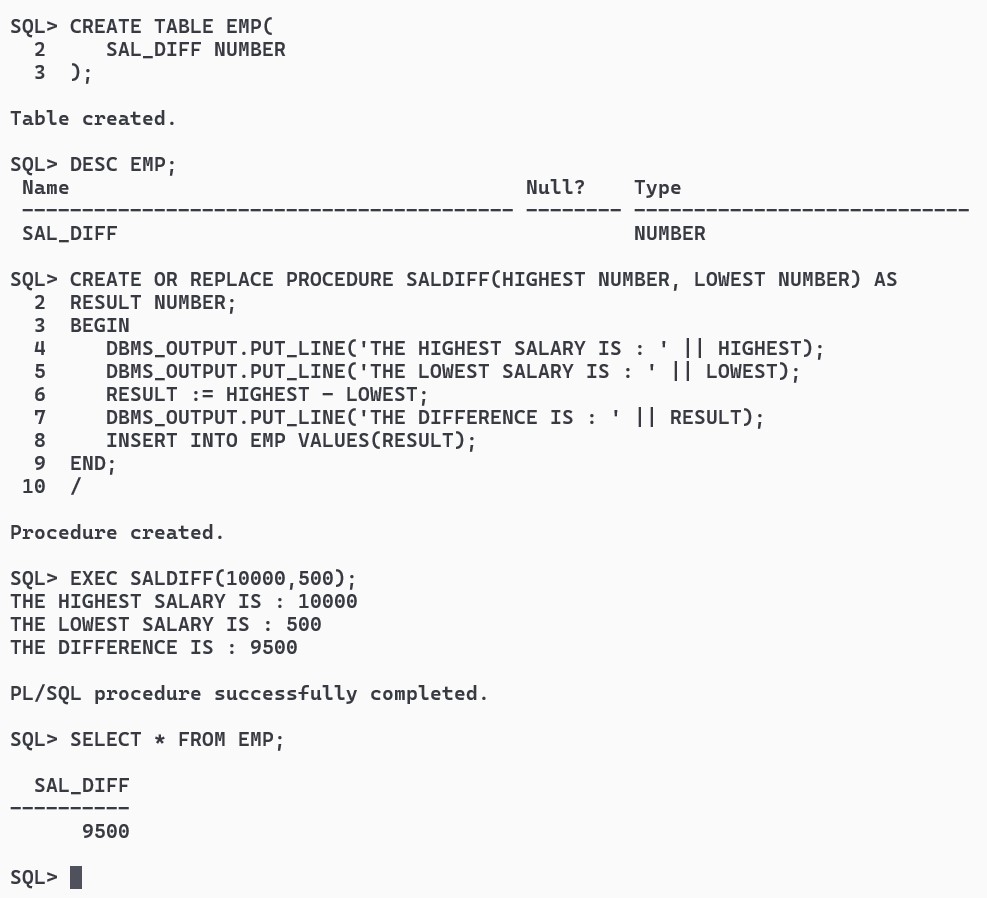 SQL> CREATE TABLE EMP(
  2     SAL_DIFF NUMBER
  3  );
Table created.
SQL> DESC EMP;
 Name                                      Null?    Type
 ----------------------------------------- -------- ----------------------------
 SAL_DIFF                                           NUMBER
SQL> CREATE OR REPLACE PROCEDURE SALDIFF(HIGHEST NUMBER, LOWEST NUMBER) AS
  2  RESULT NUMBER;
  3  BEGIN
  4     DBMS_OUTPUT.PUT_LINE('THE HIGHEST SALARY IS : ' || HIGHEST);
  5     DBMS_OUTPUT.PUT_LINE('THE LOWEST SALARY IS : ' || LOWEST);
  6     RESULT := HIGHEST - LOWEST;
  7     DBMS_OUTPUT.PUT_LINE('THE DIFFERENCE IS : ' || RESULT);
  8     INSERT INTO EMP VALUES(RESULT);
  9  END;
 10  /
Procedure created.
SQL> EXEC SALDIFF(10000,500);
THE HIGHEST SALARY IS : 10000
THE LOWEST SALARY IS : 500
THE DIFFERENCE IS : 9500
PL/SQL procedure successfully completed.
SQL> SELECT * FROM EMP;
  SAL_DIFF
----------
      9500
SQL>